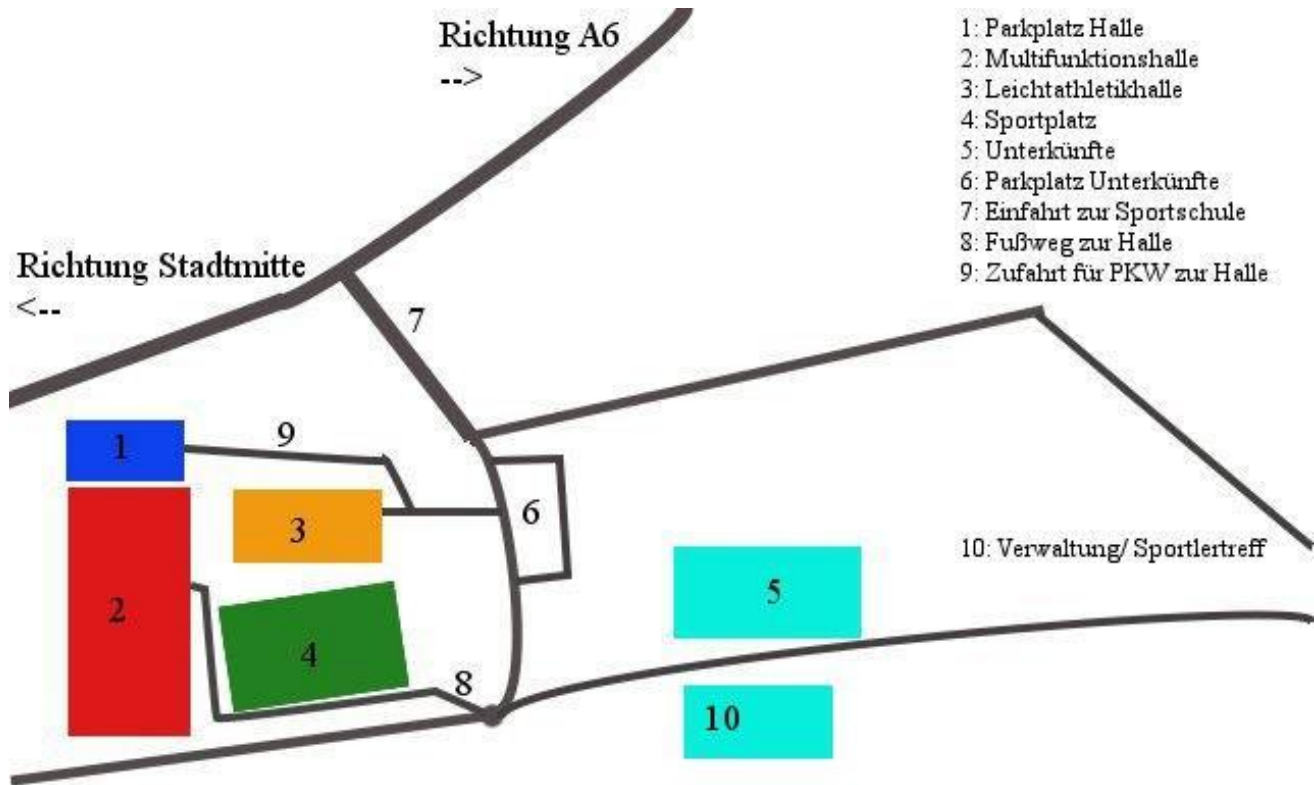 Richtung A6
-->
1: Parkplatz Halle
2: Multifunktionshalle
3: Leichtathletikhalle
4: Sportplatz
5: Unterkünfte
6: Parkplatz Unterkünfte
7: Einfahrt zur Sportschule
8: Fußweg zur Halle
9: Zufahrt für PKW zur Halle
Richtung Stadtmitte
<--
7
1
9
3
6
10: Verwaltung/ Sportlertreff
2
5
4
8
10